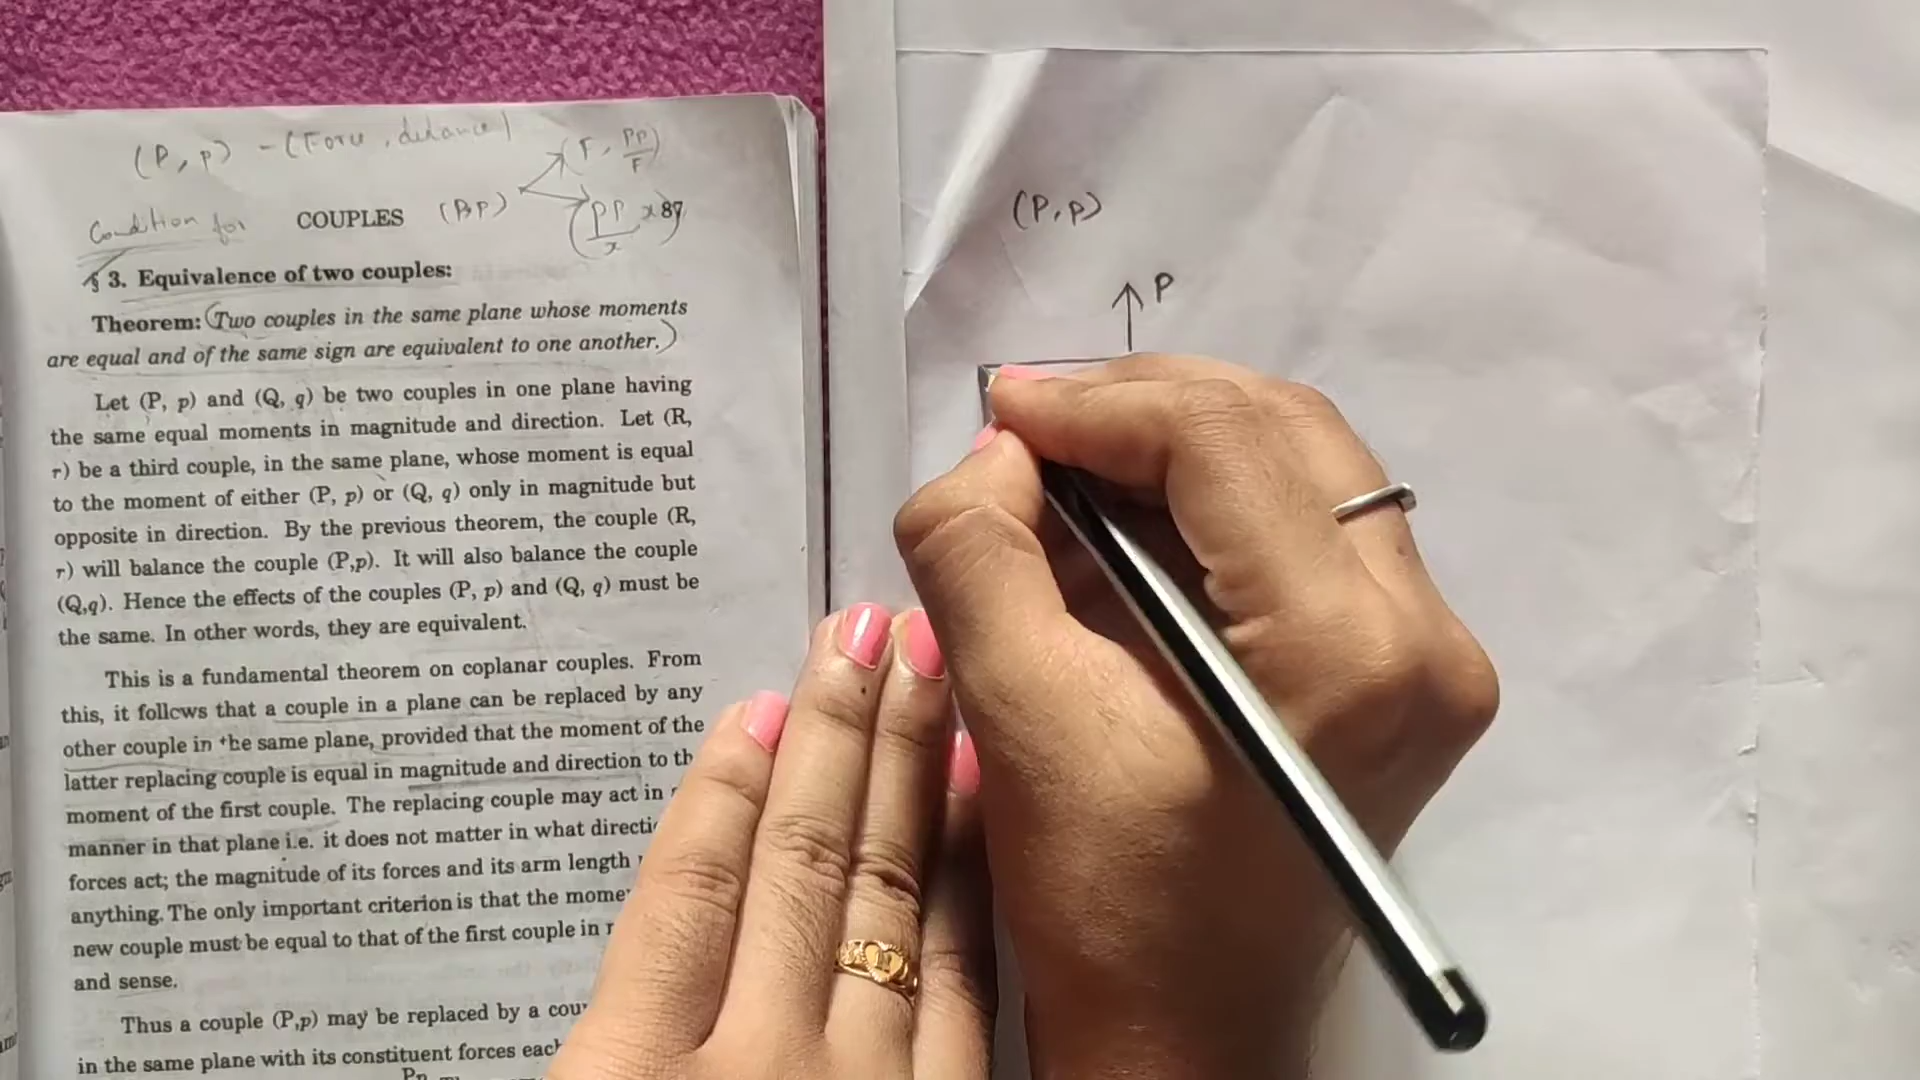 (P, p) - (Force, distance)
(F, Pp/F)
Condition for COUPLES (P,p) (Pp/x, x) 87
§ 3. Equivalence of two couples:
Theorem: (Two couples in the same plane whose moments
are equal and of the same sign are equivalent to one another.)
Let (P, p) and (Q, q) be two couples in one plane having
the same equal moments in magnitude and direction. Let (R,
r) be a third couple, in the same plane, whose moment is equal
to the moment of either (P, p) or (Q, q) only in magnitude but
opposite in direction. By the previous theorem, the couple (R,
r) will balance the couple (P,p). It will also balance the couple
(Q,q). Hence the effects of the couples (P, p) and (Q, q) must be
the same. In other words, they are equivalent.
This is a fundamental theorem on coplanar couples. From
this, it follcws that a couple in a plane can be replaced by any
other couple in the same plane, provided that the moment of the
latter replacing couple is equal in magnitude and direction to th
moment of the first couple. The replacing couple may act in
manner in that plane i.e. it does not matter in what directi
forces act; the magnitude of its forces and its arm length
anything. The only important criterion is that the mome
new couple must be equal to that of the first couple in
and sense.
Thus a couple (P,p) may be replaced by a cou
in the same plane with its constituent forces each
Pp
(P, p)
P